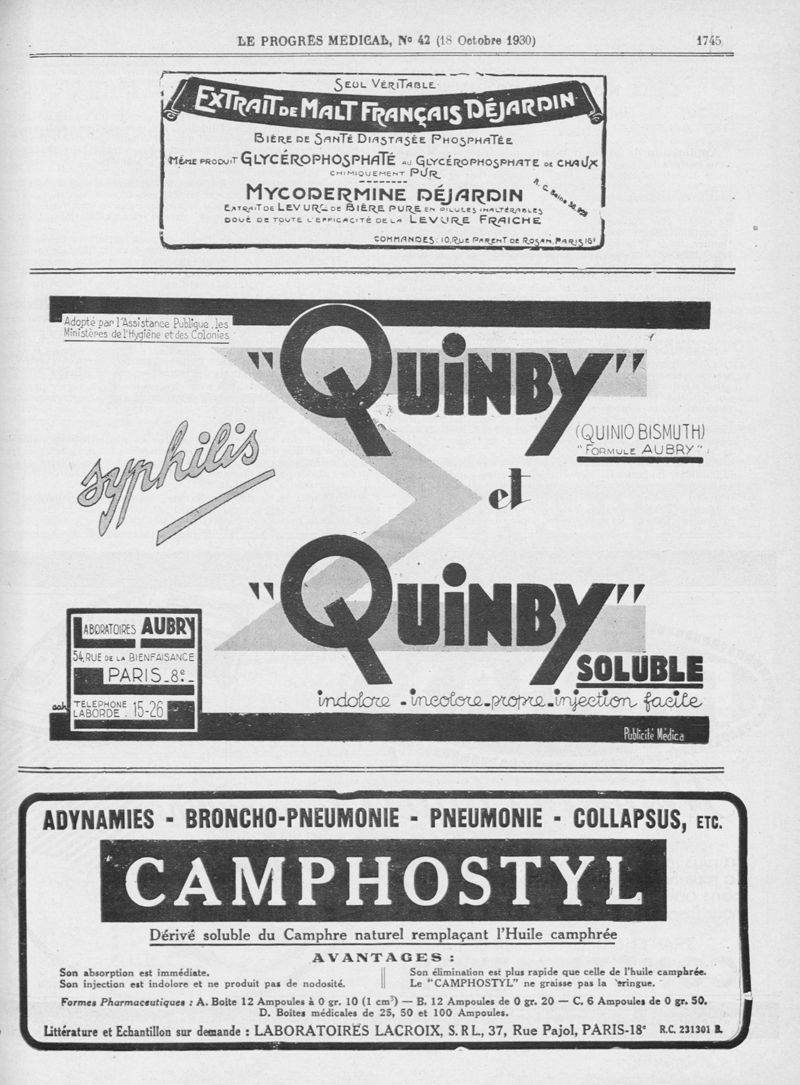 LE PROGRÈS MÉDICAL, No 42 (18 Octobre 1930) 1745
SEUL VÉRITABLE
EXTRAIT DE MALT FRANÇAIS DÉJARDIN
BIÈRE DE SANTÉ DIASTASÉE PHOSPHATÉE
MÊME PRODUIT GLYCÉROPHOSPHATÉ AU GLYCÉROPHOSPHATE DE CHAUX
CHIMIQUEMENT PUR
MYCODERMINE DÉJARDIN
R. C. Seine
EXTRAIT DE LEVURE DE BIÈRE PURE EN PILULES INALTÉRABLES
DOUÉ DE TOUTE L'EFFICACITÉ DE LA LEVURE FRAICHE
COMMANDES : 10, RUE PARENT DE ROSAN, PARIS 16e
Adopté par l'Assistance Publique, les
Ministères de l'Hygiène et des Colonies
"QUINBY"
(QUINIO BISMUTH)
"FORMULE AUBRY"
syphilis
et
"QUINBY"
SOLUBLE
indolore - incolore - propre - injection facile
LABORATOIRES AUBRY
54, RUE DE LA BIENFAISANCE
PARIS - 8e -
TÉLÉPHONE
LABORDE : 15-26
Publicité Médica
ADYNAMIES - BRONCHO-PNEUMONIE - PNEUMONIE - COLLAPSUS, ETC.
CAMPHOSTYL
Dérivé soluble du Camphre naturel remplaçant l'Huile camphrée
AVANTAGES :
Son absorption est immédiate.
Son injection est indolore et ne produit pas de nodosité.
Son élimination est plus rapide que celle de l'huile camphrée.
Le "CAMPHOSTYL" ne graisse pas la seringue.
Formes Pharmaceutiques : A. Boîte 12 Ampoules à 0 gr. 10 (1 cm³) — B. 12 Ampoules de 0 gr. 20 — C. 6 Ampoules de 0 gr. 50.
D. Boîtes médicales de 25, 50 et 100 Ampoules.
Littérature et Echantillon sur demande : LABORATOIRES LACROIX, S. R L, 37, Rue Pajol, PARIS-18e R.C. 231301 B.